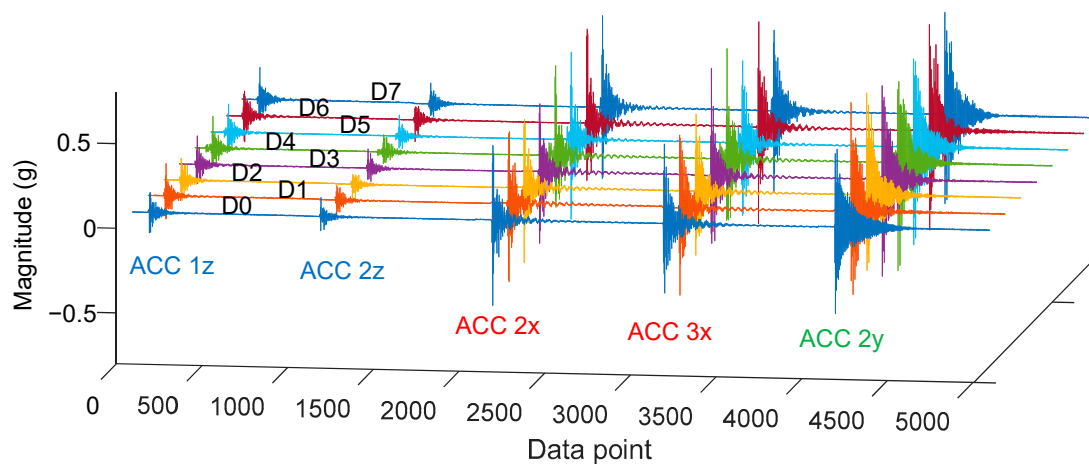 D7
D6
D5
D4
D3
D2
D1
D0
0.5
0
−0.5
Magnitude (g)
ACC 1z
ACC 2z
ACC 2x
ACC 3x
ACC 2y
0 500 1000 1500 2000 2500 3000 3500 4000 4500 5000
Data point